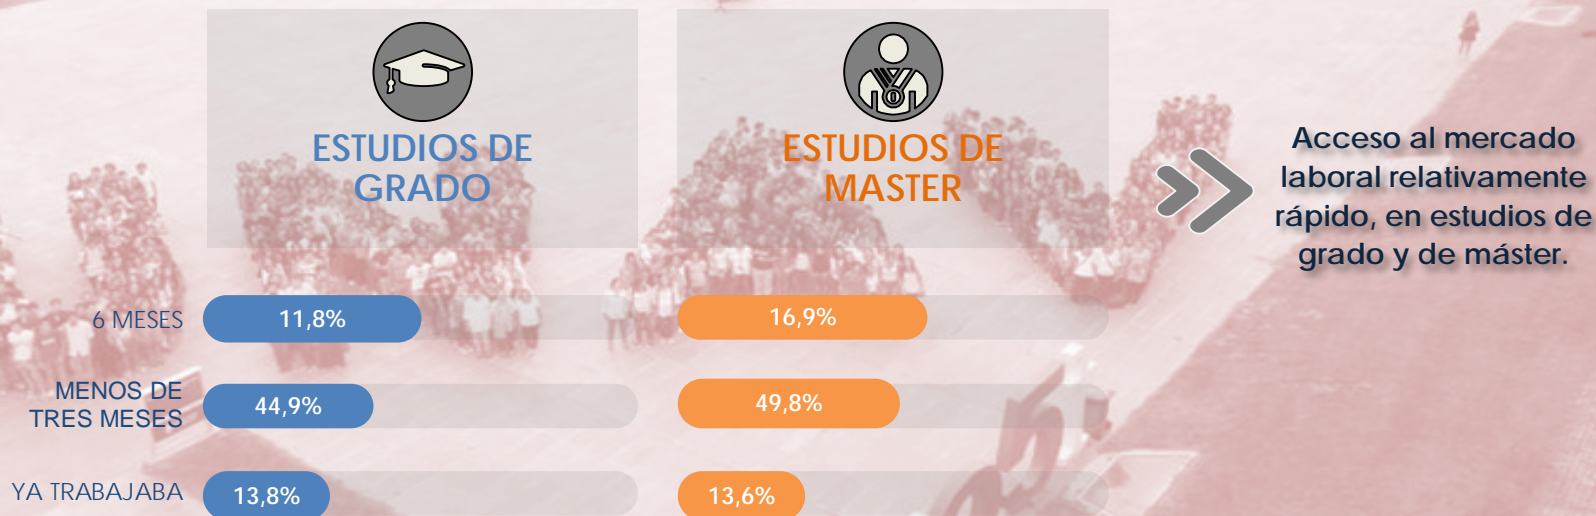 ESTUDIOS DE
GRADO
ESTUDIOS DE
MASTER
Acceso al mercado
laboral relativamente
rápido, en estudios de
grado y de máster.
6 MESES
11,8%
16,9%
MENOS DE
TRES MESES
44,9%
49,8%
YA TRABAJABA
13,8%
13,6%